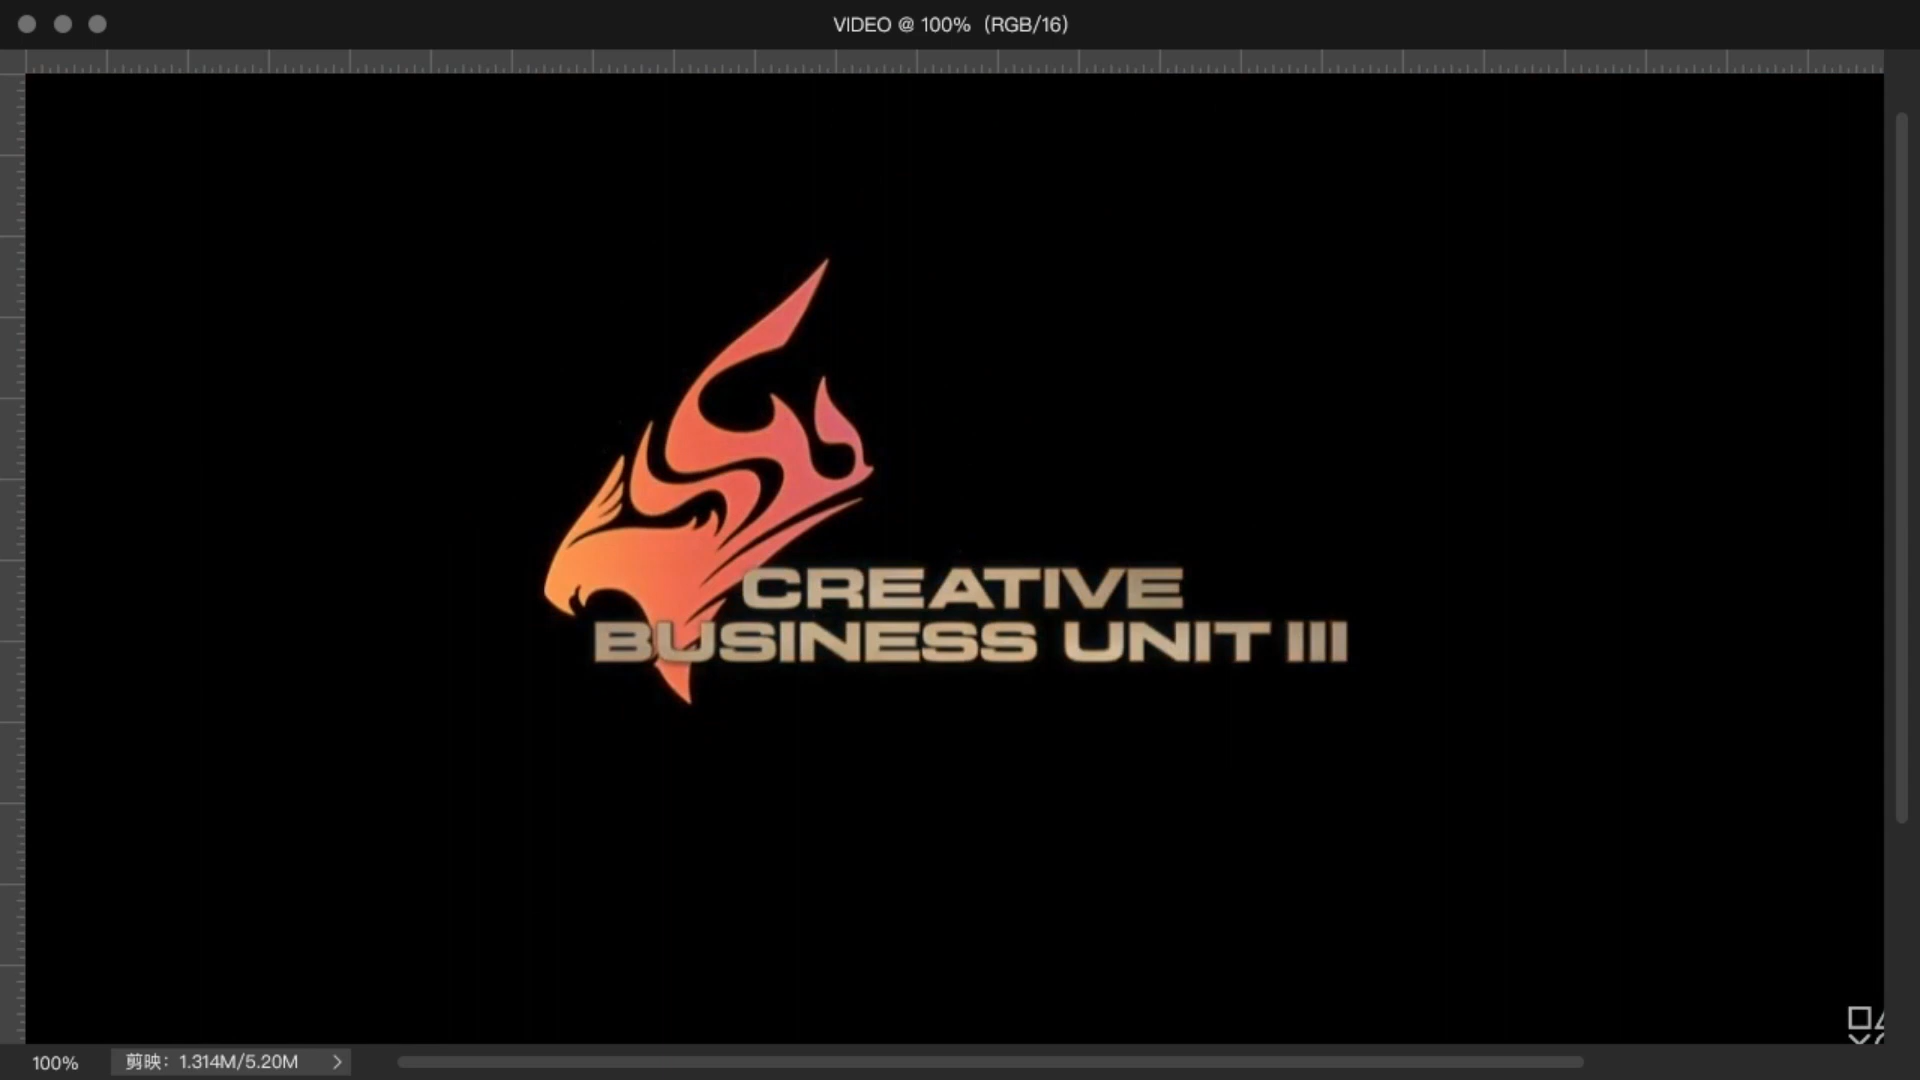 VIDEO @ 100% (RGB/16)
CREATIVE
BUSINESS UNIT III
100%
剪映: 1.314M/5.20M